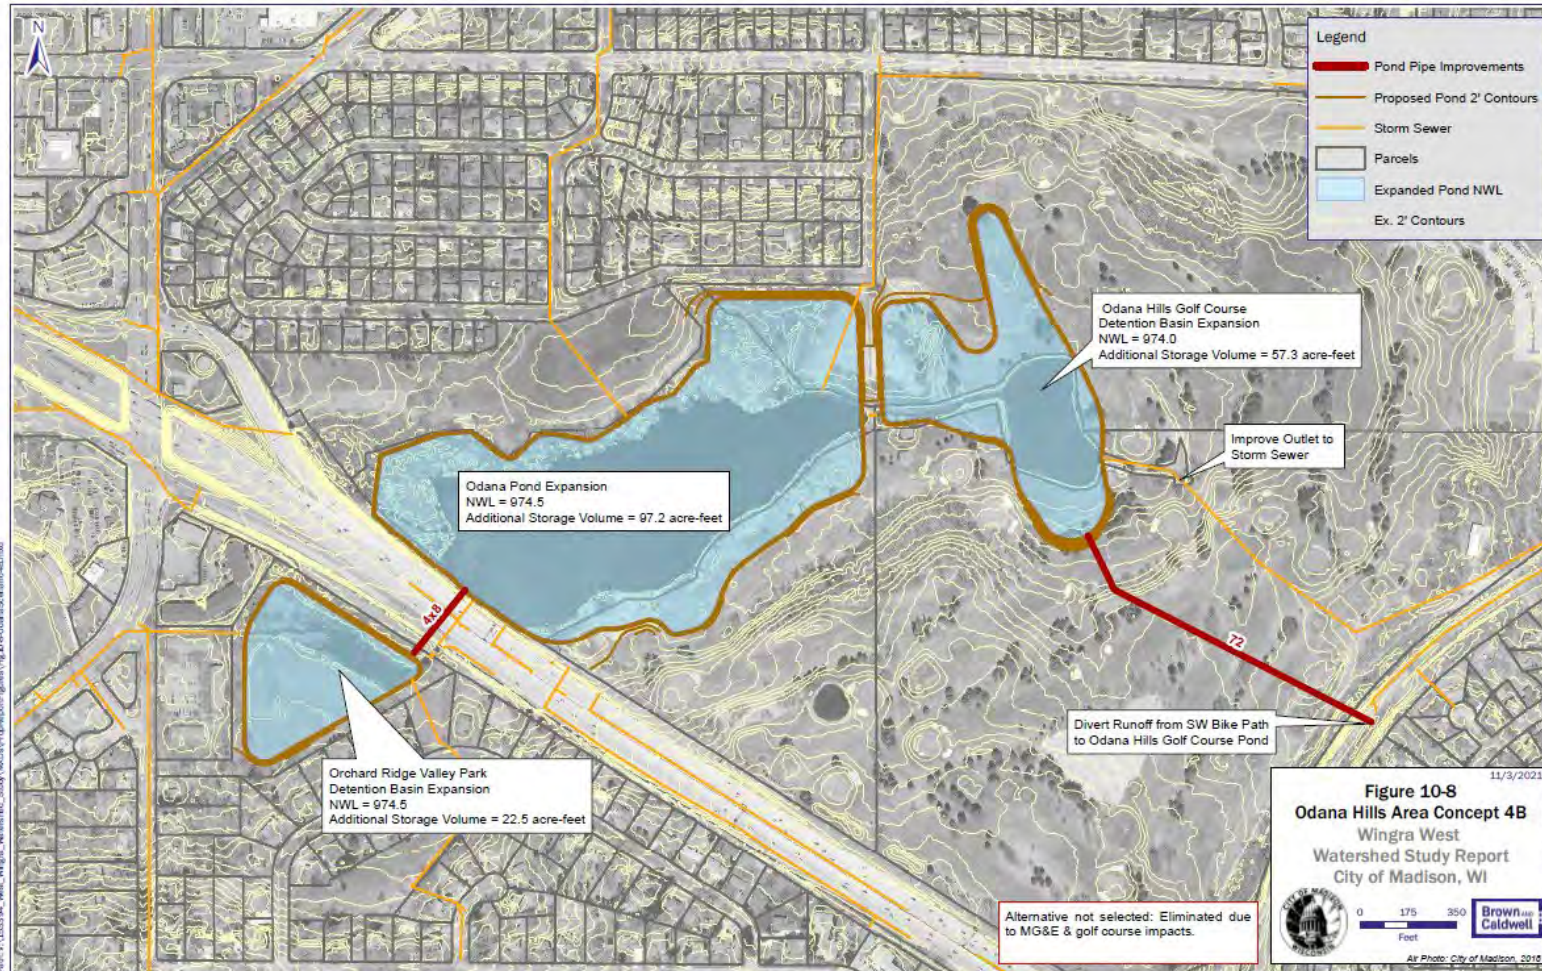 N
Legend
Pond Pipe Improvements
Proposed Pond 2' Contours
Storm Sewer
Parcels
Expanded Pond NWL
Ex. 2' Contours
Odana Hills Golf Course
Detention Basin Expansion
NWL = 974.0
Additional Storage Volume = 57.3 acre-feet
Improve Outlet to
Storm Sewer
Odana Pond Expansion
NWL = 974.5
Additional Storage Volume = 97.2 acre-feet
4x8
72
Divert Runoff from SW Bike Path
to Odana Hills Golf Course Pond
Orchard Ridge Valley Park
Detention Basin Expansion
NWL = 974.5
Additional Storage Volume = 22.5 acre-feet
Alternative not selected: Eliminated due
to MG&E & golf course impacts.
11/3/2021
Figure 10-8
Odana Hills Area Concept 4B
Wingra West
Watershed Study Report
City of Madison, WI
CITY OF MADISON
WISCONSIN
0 175 350
Feet
Brown AND
Caldwell
Air Photo: City of Madison, 2016